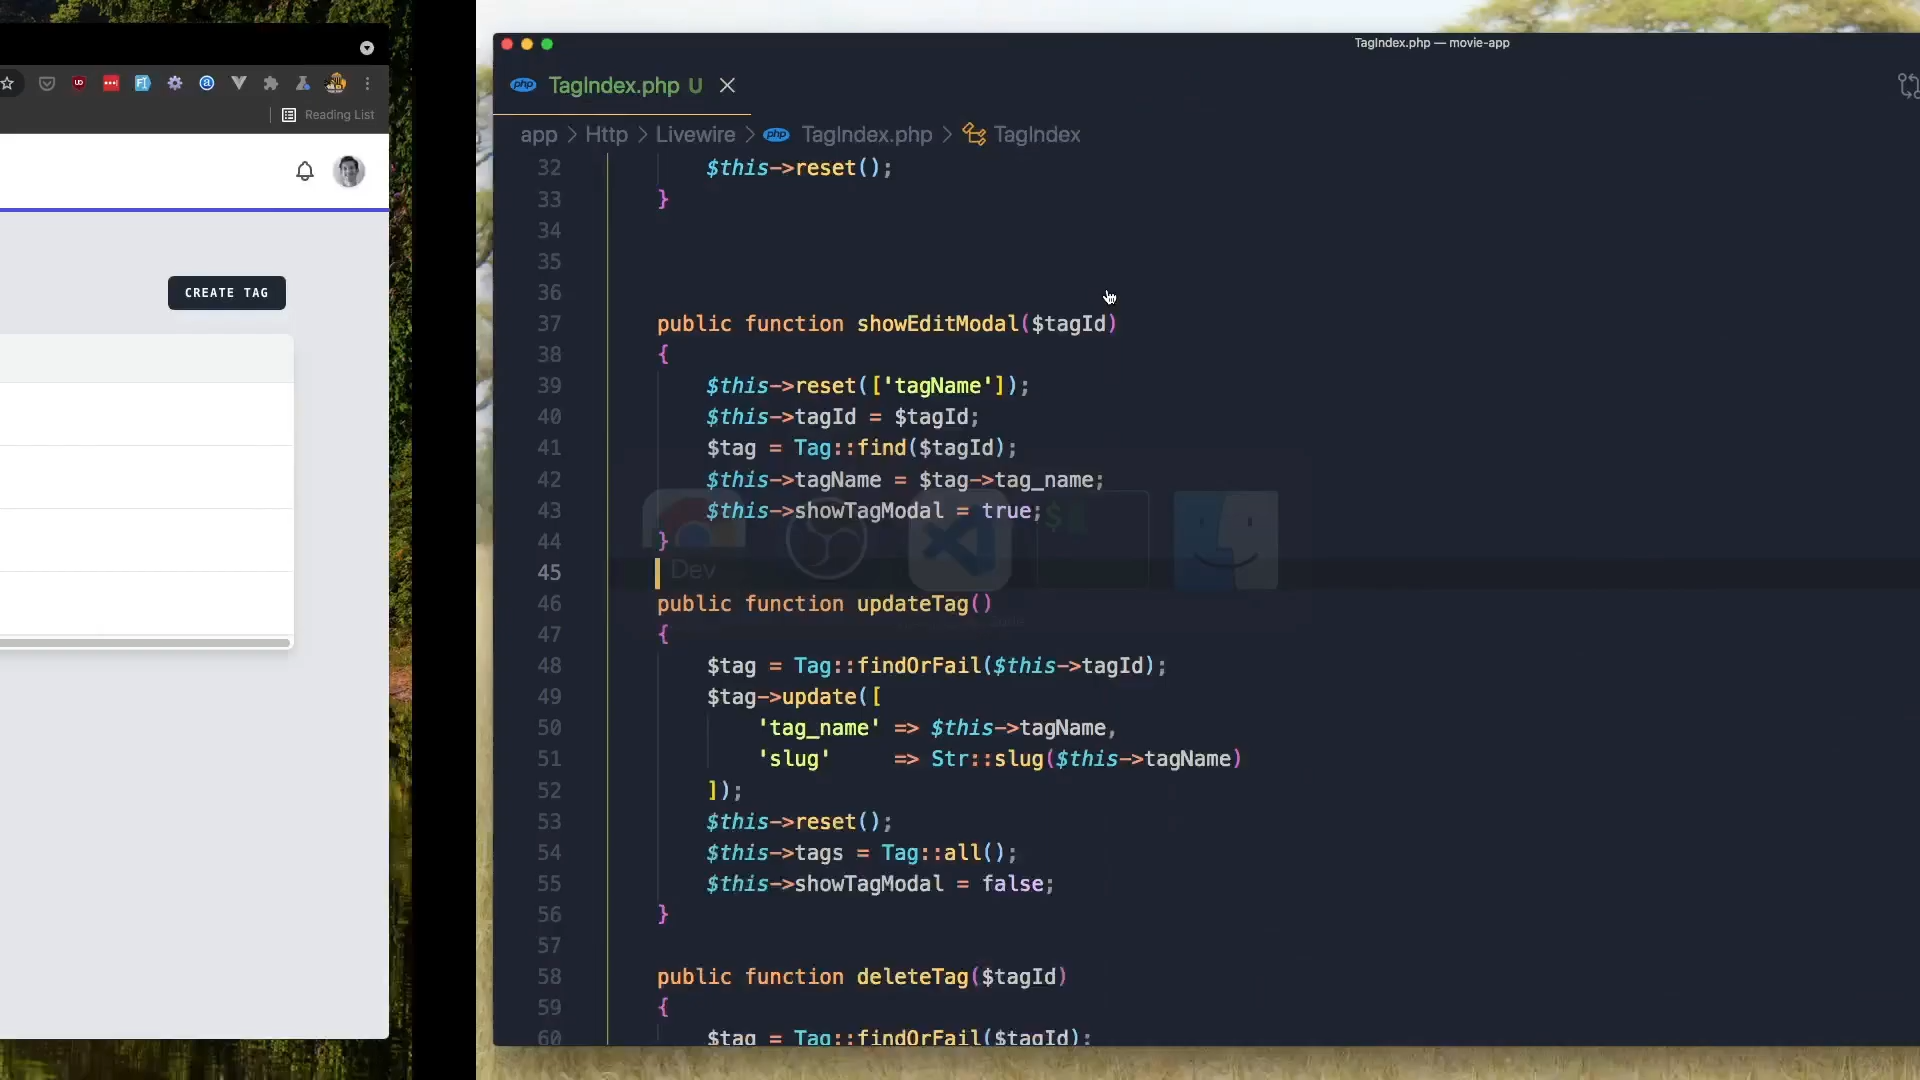 Reading List
CREATE TAG
TagIndex.php — movie-app
php TagIndex.php U
app > Http > Livewire > php TagIndex.php > TagIndex
32 $this->reset();
33 }
34
35
36
37 public function showEditModal($tagId)
38 {
39 $this->reset(['tagName']);
40 $this->tagId = $tagId;
41 $tag = Tag::find($tagId);
42 $this->tagName = $tag->tag_name;
43 $this->showTagModal = true;
44 }
45
Dev
46 public function updateTag()
47 {
48 $tag = Tag::findOrFail($this->tagId);
49 $tag->update([
50 'tag_name' => $this->tagName,
51 'slug' => Str::slug($this->tagName)
52 ]);
53 $this->reset();
54 $this->tags = Tag::all();
55 $this->showTagModal = false;
56 }
57
58 public function deleteTag($tagId)
59 {
60 $tag = Tag::findOrFail($tagId);